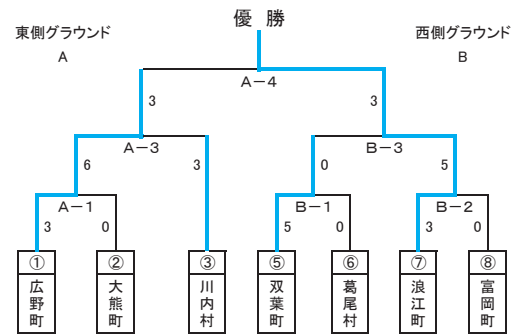 優 勝
東側グラウンド
A
西側グラウンド
B
A－4
3
3
A－3
B－3
6
3
0
5
A－1
B－1
B－2
3
0
5
0
3
0
①
②
③
⑤
⑥
⑦
⑧
広野町
大熊町
川内村
双葉町
葛尾村
浪江町
富岡町